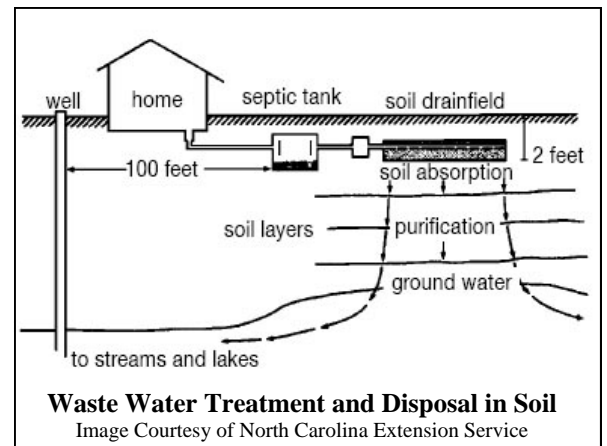 well
home
septic tank
soil drainfield
100 feet
2 feet
soil absorption
soil layers
purification
ground water
to streams and lakes
Waste Water Treatment and Disposal in Soil
Image Courtesy of North Carolina Extension Service